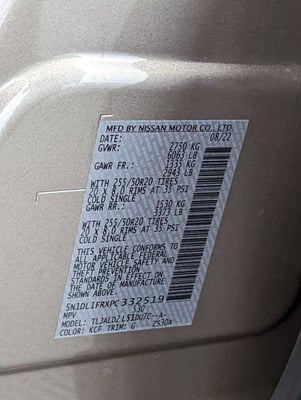 MFD BY NISSAN MOTOR CO., LTD.
DATE: 08/22
GVWR: 2750 KG
6063 LB
GAWR FR.: 1335 KG
2943 LB
WITH 255/50R20 TIRES
20 x 8.0 RIMS AT 35 PSI
COLD SINGLE
GAWR RR.: 1530 KG
3373 LB
WITH 255/50R20 TIRES
20 x 8.0 RIMS AT 35 PSI
COLD SINGLE
THIS VEHICLE CONFORMS TO
ALL APPLICABLE FEDERAL
MOTOR VEHICLE SAFETY AND
THEFT PREVENTION
STANDARDS IN EFFECT ON
THE DATE OF MANUFACTURE
SHOWN ABOVE.
5N1DL1FRXPC332519
MPV 530
MODEL: TLJALD2L51DU7C--A-
COLOR: KCF TRIM: G ZS30A